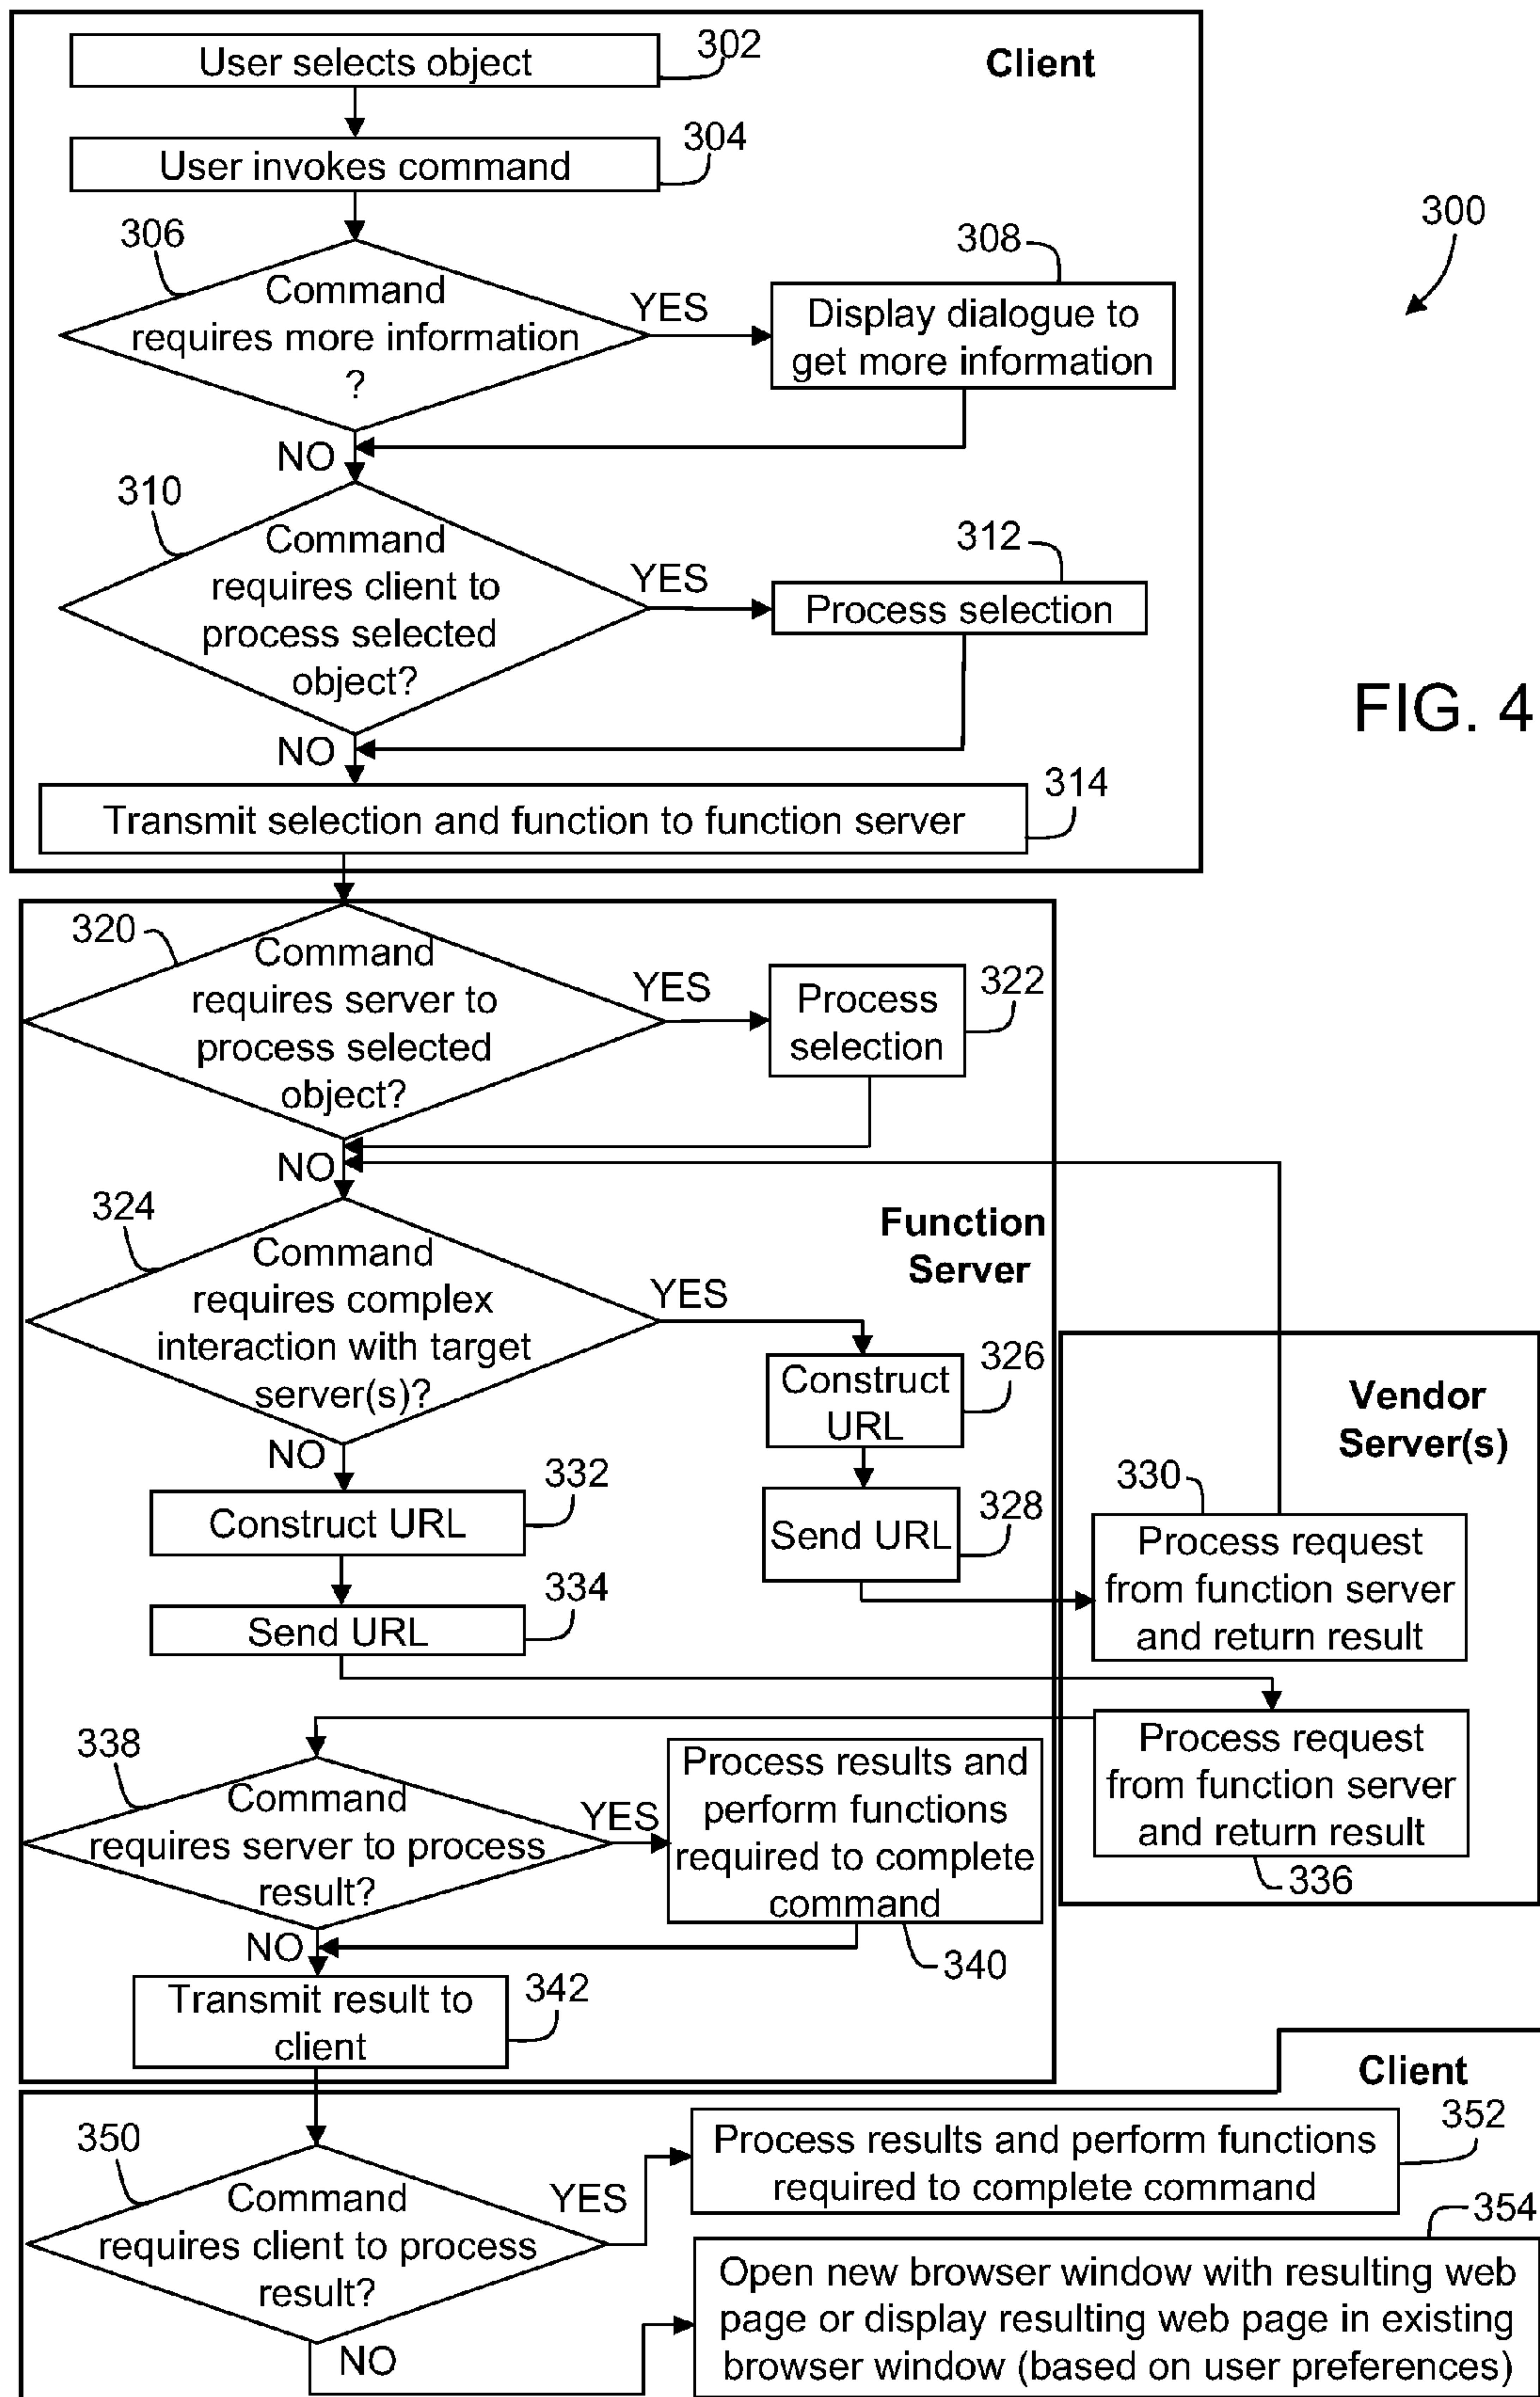 User selects object
302
Client
User invokes command
304
300
306
Command
requires more information
?
YES
308
Display dialogue to
get more information
NO
310
Command
requires client to
process selected
object?
YES
312
Process selection
FIG. 4
NO
314
Transmit selection and function to function server
320
Command
requires server to
process selected
object?
YES
Process
selection
322
NO
324
Command
requires complex
interaction with target
server(s)?
YES
Function
Server
Construct
URL
326
Vendor
Server(s)
NO
332
Construct URL
Send URL
328
330
Process request
from function server
and return result
334
Send URL
338
Command
requires server to process
result?
YES
Process results and
perform functions
required to complete
command
340
Process request
from function server
and return result
336
NO
Transmit result to
client
342
Client
350
Command
requires client to process
result?
YES
Process results and perform functions
required to complete command
352
354
Open new browser window with resulting web
page or display resulting web page in existing
browser window (based on user preferences)
NO